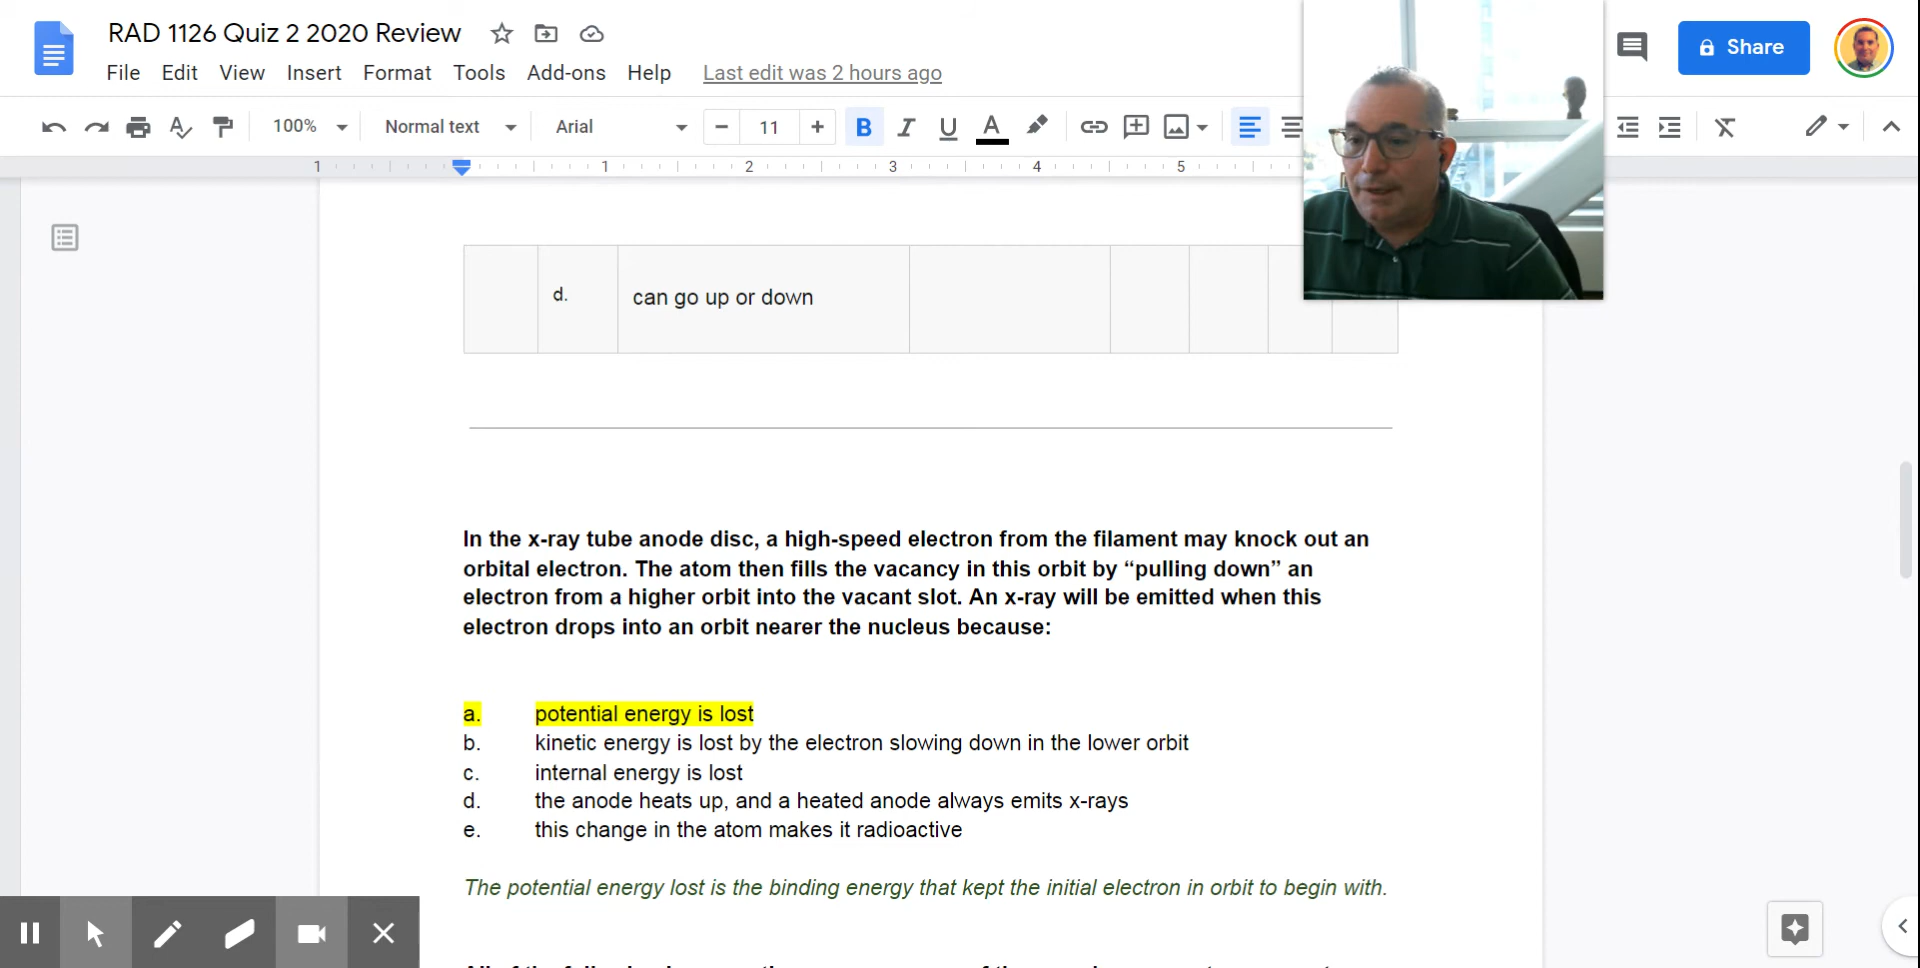 RAD 1126 Quiz 2 2020 Review
File Edit View Insert Format Tools Add-ons Help Last edit was 2 hours ago
Share
100% Normal text Arial 11 B I U A
1 1 2 3 4 5
d. can go up or down
In the x-ray tube anode disc, a high-speed electron from the filament may knock out an
orbital electron. The atom then fills the vacancy in this orbit by “pulling down” an
electron from a higher orbit into the vacant slot. An x-ray will be emitted when this
electron drops into an orbit nearer the nucleus because:
a. potential energy is lost
b. kinetic energy is lost by the electron slowing down in the lower orbit
c. internal energy is lost
d. the anode heats up, and a heated anode always emits x-rays
e. this change in the atom makes it radioactive
The potential energy lost is the binding energy that kept the initial electron in orbit to begin with.